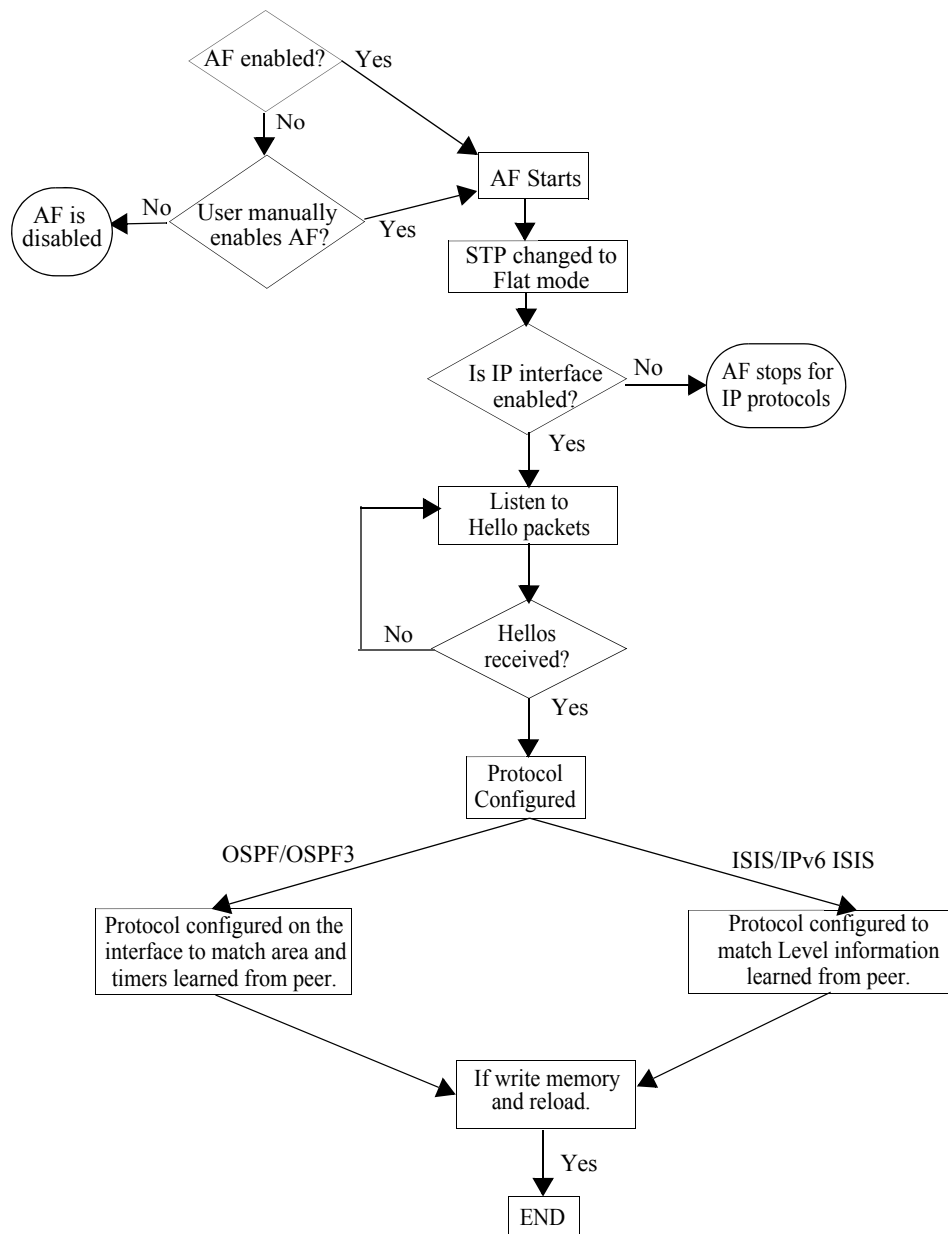 AF enabled?
Yes
No
AF Starts
No
AF is
disabled
User manually
enables AF?
Yes
STP changed to
Flat mode
Is IP interface
enabled?
No
AF stops for
IP protocols
Yes
Listen to
Hello packets
No
Hellos
received?
Yes
Protocol
Configured
OSPF/OSPF3
ISIS/IPv6 ISIS
Protocol configured on the
interface to match area and
timers learned from peer.
Protocol configured to
match Level information
learned from peer.
If write memory
and reload.
Yes
END